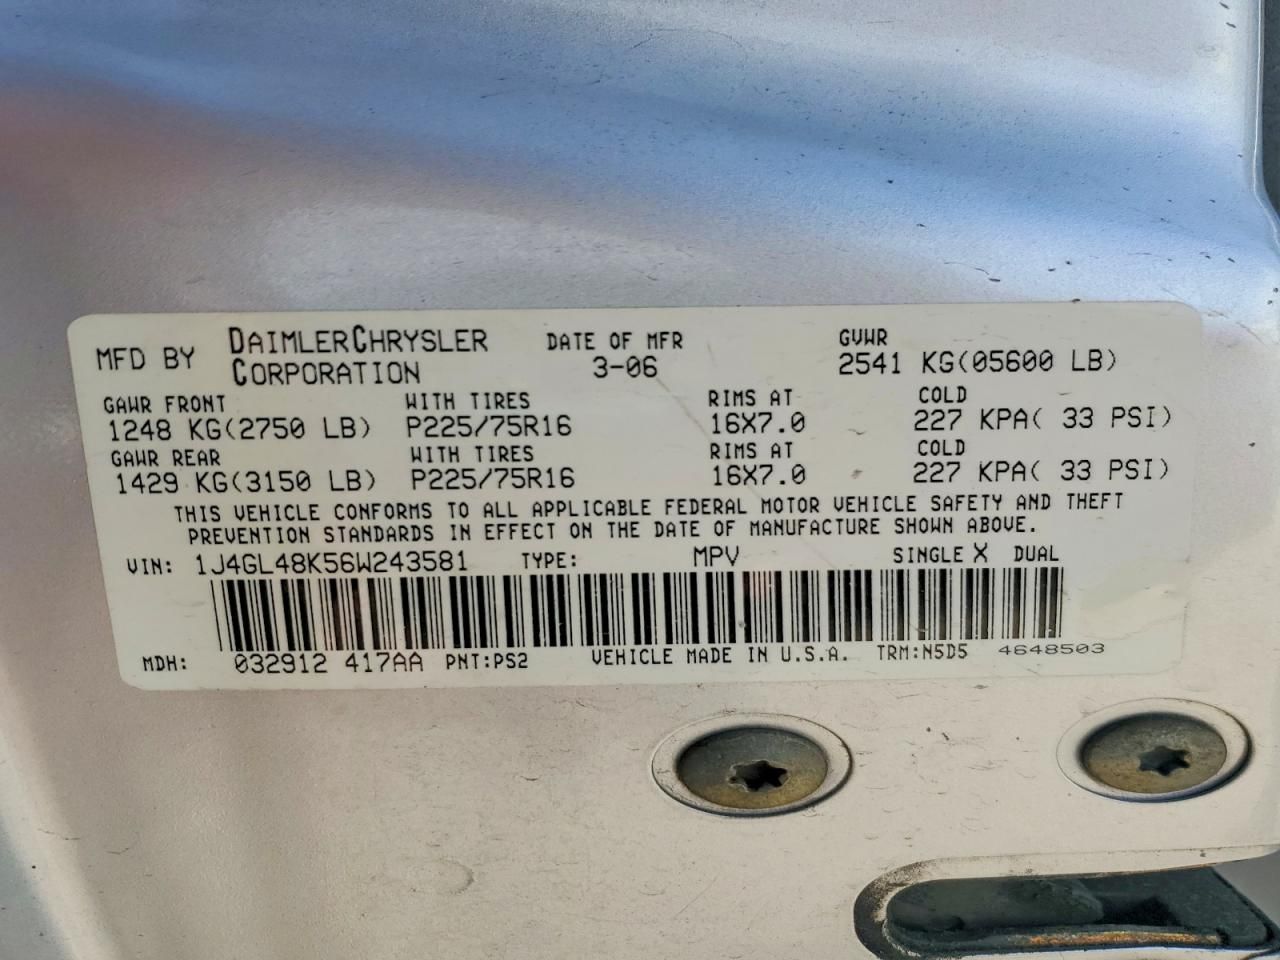 MFD BY DAIMLERCHRYSLER CORPORATION DATE OF MFR 3-06 GVWR 2541 KG(05600 LB)
GAWR FRONT WITH TIRES RIMS AT COLD
1248 KG(2750 LB) P225/75R16 16X7.0 227 KPA( 33 PSI)
GAWR REAR WITH TIRES RIMS AT COLD
1429 KG(3150 LB) P225/75R16 16X7.0 227 KPA( 33 PSI)
THIS VEHICLE CONFORMS TO ALL APPLICABLE FEDERAL MOTOR VEHICLE SAFETY AND THEFT
PREVENTION STANDARDS IN EFFECT ON THE DATE OF MANUFACTURE SHOWN ABOVE.
VIN: 1J4GL48K56W243581 TYPE: MPV SINGLE X DUAL
MDH: 032912 417AA PNT:PS2 VEHICLE MADE IN U.S.A. TRM:N5D5 4648503